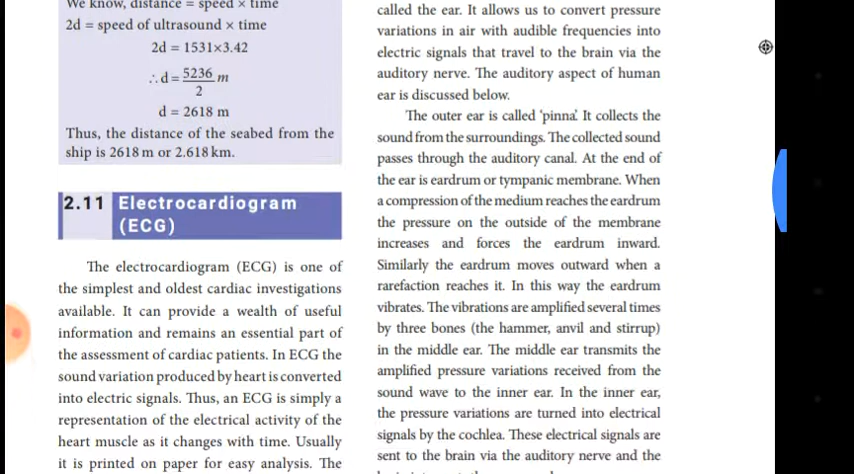 We know, distance = speed × time
2d = speed of ultrasound × time
2d = 1531×3.42
∴d = 5236/2 m
d = 2618 m
Thus, the distance of the seabed from the
ship is 2618 m or 2.618 km.
2.11 Electrocardiogram
(ECG)
The electrocardiogram (ECG) is one of
the simplest and oldest cardiac investigations
available. It can provide a wealth of useful
information and remains an essential part of
the assessment of cardiac patients. In ECG the
sound variation produced by heart is converted
into electric signals. Thus, an ECG is simply a
representation of the electrical activity of the
heart muscle as it changes with time. Usually
it is printed on paper for easy analysis. The
called the ear. It allows us to convert pressure
variations in air with audible frequencies into
electric signals that travel to the brain via the
auditory nerve. The auditory aspect of human
ear is discussed below.
The outer ear is called ‘pinna’. It collects the
sound from the surroundings. The collected sound
passes through the auditory canal. At the end of
the ear is eardrum or tympanic membrane. When
a compression of the medium reaches the eardrum
the pressure on the outside of the membrane
increases and forces the eardrum inward.
Similarly the eardrum moves outward when a
rarefaction reaches it. In this way the eardrum
vibrates. The vibrations are amplified several times
by three bones (the hammer, anvil and stirrup)
in the middle ear. The middle ear transmits the
amplified pressure variations received from the
sound wave to the inner ear. In the inner ear,
the pressure variations are turned into electrical
signals by the cochlea. These electrical signals are
sent to the brain via the auditory nerve and the